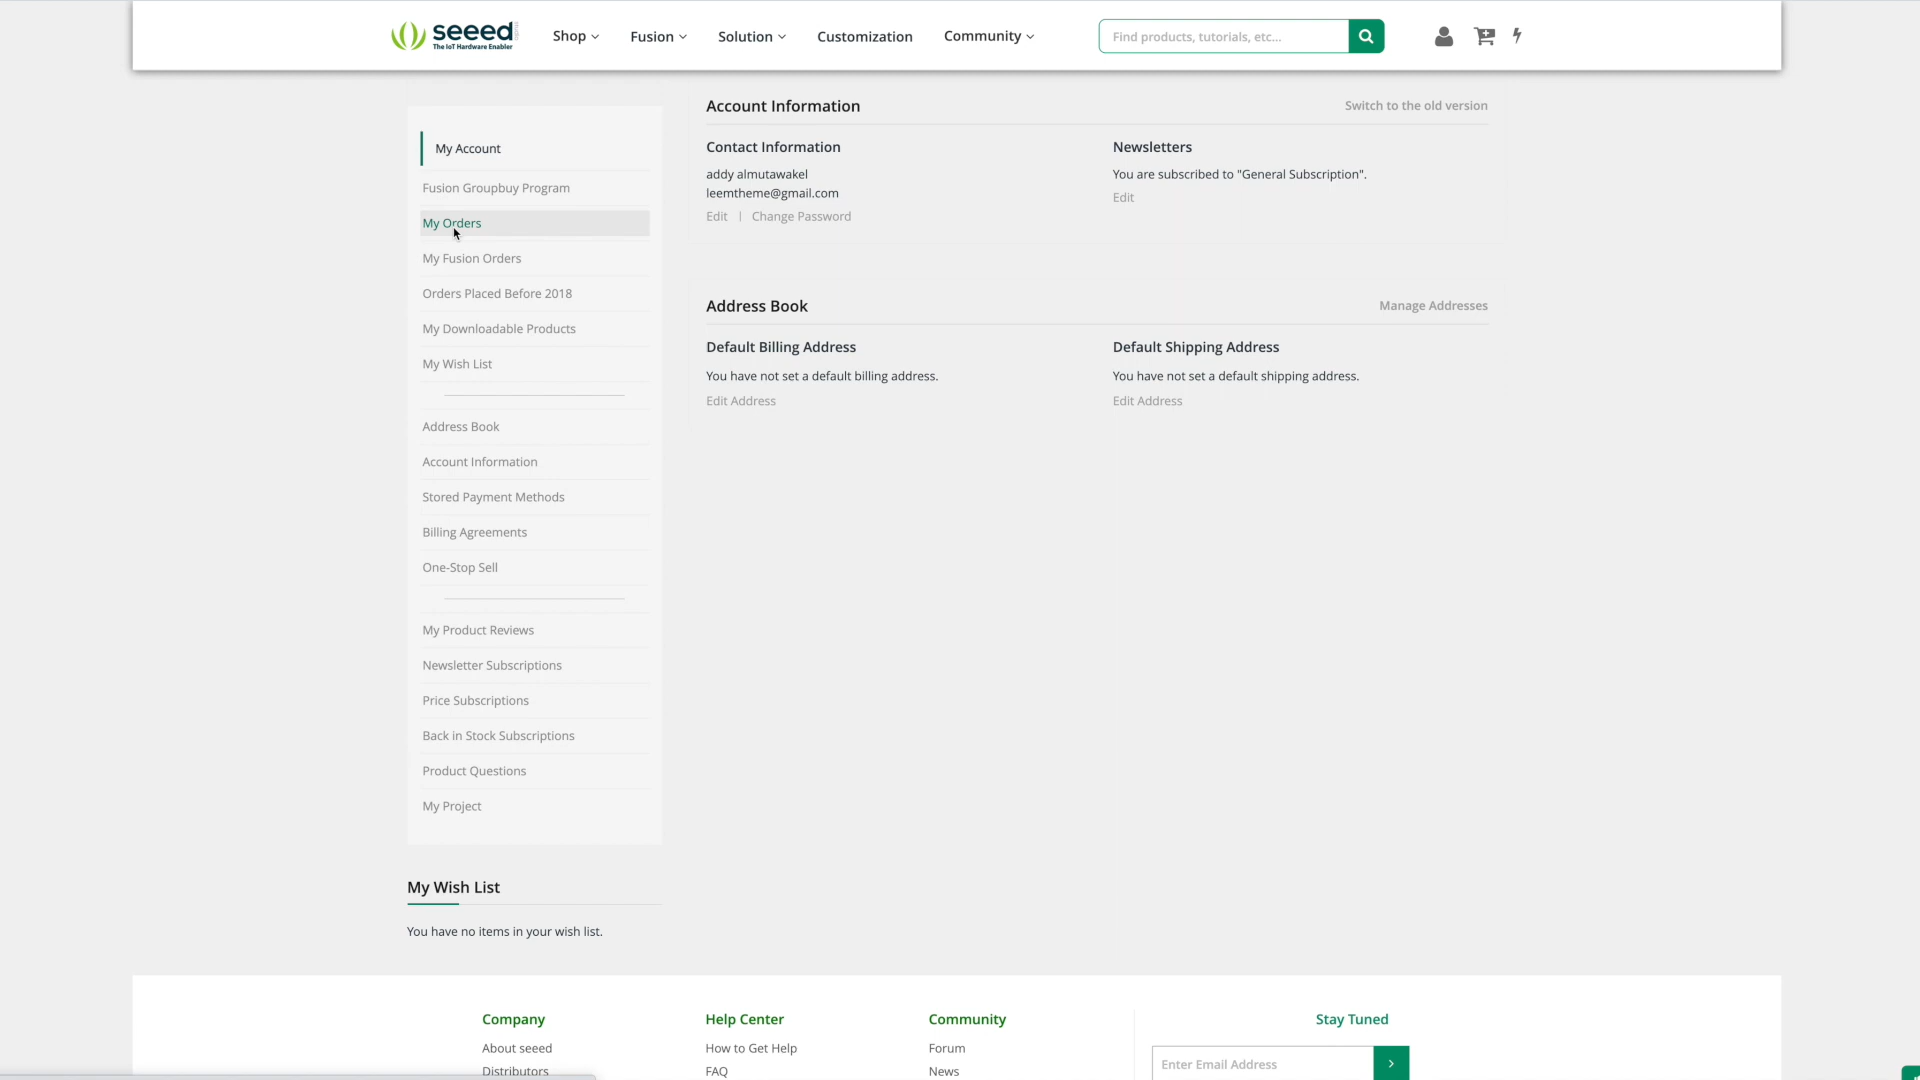 seeed
The IoT Hardware Enabler
Shop
Fusion
Solution
Customization
Community
Find products, tutorials, etc...
My Account
Fusion Groupbuy Program
My Orders
My Fusion Orders
Orders Placed Before 2018
My Downloadable Products
My Wish List
Address Book
Account Information
Stored Payment Methods
Billing Agreements
One-Stop Sell
My Product Reviews
Newsletter Subscriptions
Price Subscriptions
Back in Stock Subscriptions
Product Questions
My Project
My Wish List
You have no items in your wish list.
Account Information
Switch to the old version
Contact Information
addy almutawakel
leemtheme@gmail.com
Edit | Change Password
Newsletters
You are subscribed to "General Subscription".
Edit
Address Book
Manage Addresses
Default Billing Address
You have not set a default billing address.
Edit Address
Default Shipping Address
You have not set a default shipping address.
Edit Address
Company
About seeed
Distributors
Help Center
How to Get Help
FAQ
Community
Forum
News
Stay Tuned
Enter Email Address